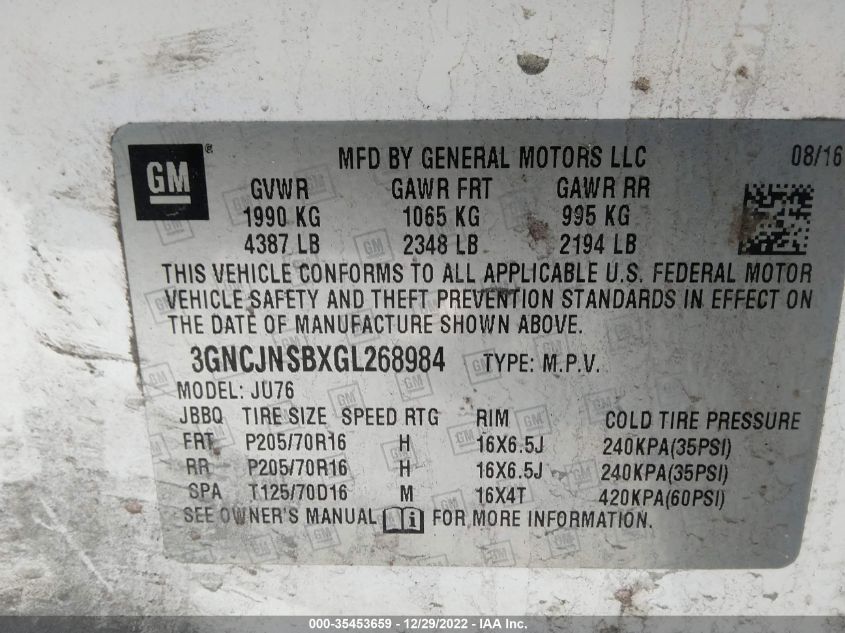 GM® MFD BY GENERAL MOTORS LLC 08/16
GVWR GAWR FRT GAWR RR
1990 KG 1065 KG 995 KG
4387 LB 2348 LB 2194 LB
THIS VEHICLE CONFORMS TO ALL APPLICABLE U.S. FEDERAL MOTOR
VEHICLE SAFETY AND THEFT PREVENTION STANDARDS IN EFFECT ON
THE DATE OF MANUFACTURE SHOWN ABOVE.
3GNCJNSBXGL268984 TYPE: M.P.V.
MODEL: JU76
JBBQ TIRE SIZE SPEED RTG RIM COLD TIRE PRESSURE
FRT P205/70R16 H 16X6.5J 240KPA(35PSI)
RR P205/70R16 H 16X6.5J 240KPA(35PSI)
SPA T125/70D16 M 16X4T 420KPA(60PSI)
SEE OWNER'S MANUAL i FOR MORE INFORMATION.
000-35453659 - 12/29/2022 - 1 - IAA, Inc.